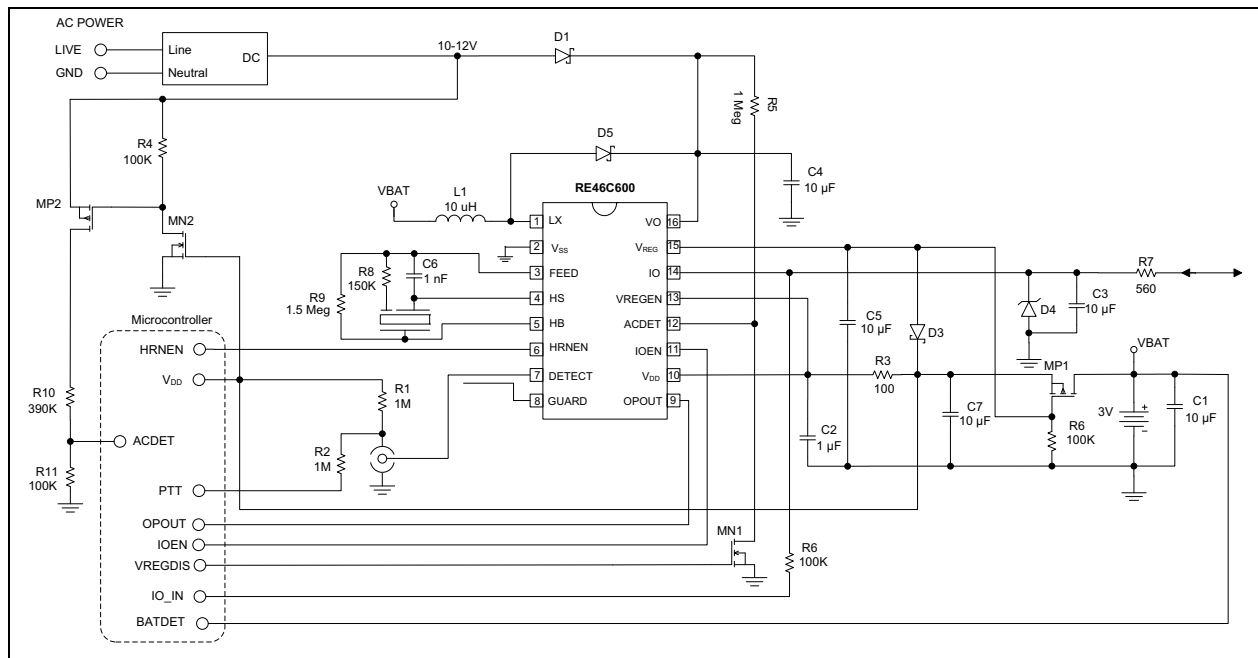 AC POWER
LIVE
GND
Line
Neutral
DC
10-12V
D1
R5
1 Meg
R4
100K
D5
C4
10 µF
RE46C600
VBAT
L1
10 uH
MP2
MN2
1
LX
VO
16
2
VSS
VREG
15
3
FEED
IO
14
4
HS
VREGEN
13
5
HB
ACDET
12
6
HRNEN
IOEN
11
7
DETECT
VDD
10
8
GUARD
OPOUT
9
R8
150K
C6
1 nF
R9
1.5 Meg
R7
560
C3
10 µF
D4
C5
10 µF
D3
VBAT
MP1
R3
100
C7
10 µF
C2
1 µF
R6
100K
3V
+
−
C1
10 µF
Microcontroller
HRNEN
VDD
R1
1M
R10
390K
ACDET
R2
1M
R11
100K
PTT
OPOUT
IOEN
VREGDIS
IO_IN
BATDET
MN1
R6
100K